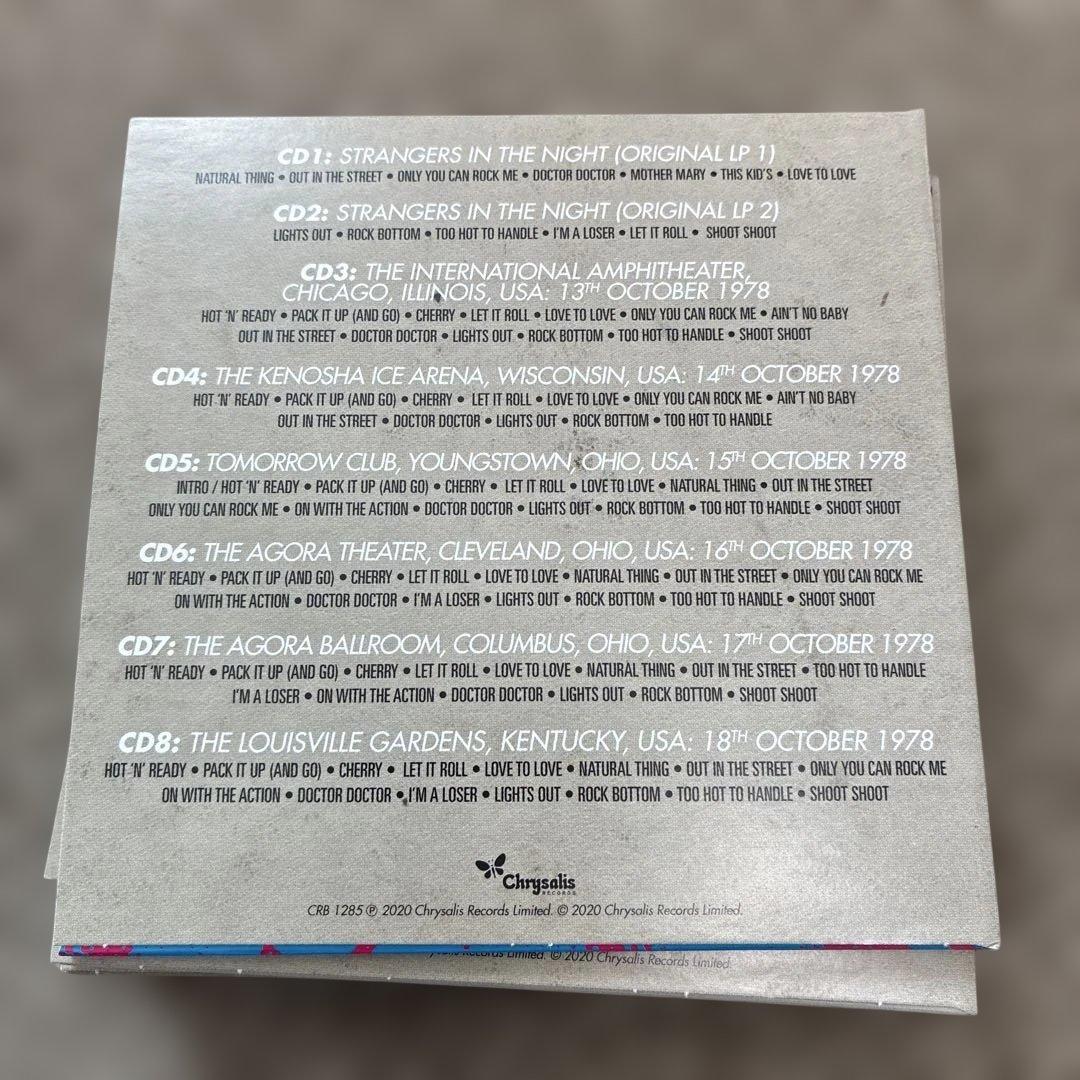 CD1: STRANGERS IN THE NIGHT (ORIGINAL LP 1)
NATURAL THING • OUT IN THE STREET • ONLY YOU CAN ROCK ME • DOCTOR DOCTOR • MOTHER MARY • THIS KID'S • LOVE TO LOVE
CD2: STRANGERS IN THE NIGHT (ORIGINAL LP 2)
LIGHTS OUT • ROCK BOTTOM • TOO HOT TO HANDLE • I'M A LOSER • LET IT ROLL • SHOOT SHOOT
CD3: THE INTERNATIONAL AMPHITHEATER,
CHICAGO, ILLINOIS, USA: 13TH OCTOBER 1978
HOT 'N' READY • PACK IT UP (AND GO) • CHERRY • LET IT ROLL • LOVE TO LOVE • ONLY YOU CAN ROCK ME • AIN'T NO BABY
OUT IN THE STREET • DOCTOR DOCTOR • LIGHTS OUT • ROCK BOTTOM • TOO HOT TO HANDLE • SHOOT SHOOT
CD4: THE KENOSHA ICE ARENA, WISCONSIN, USA: 14TH OCTOBER 1978
HOT 'N' READY • PACK IT UP (AND GO) • CHERRY • LET IT ROLL • LOVE TO LOVE • ONLY YOU CAN ROCK ME • AIN'T NO BABY
OUT IN THE STREET • DOCTOR DOCTOR • LIGHTS OUT • ROCK BOTTOM • TOO HOT TO HANDLE
CD5: TOMORROW CLUB, YOUNGSTOWN, OHIO, USA: 15TH OCTOBER 1978
INTRO / HOT 'N' READY • PACK IT UP (AND GO) • CHERRY • LET IT ROLL • LOVE TO LOVE • NATURAL THING • OUT IN THE STREET
ONLY YOU CAN ROCK ME • ON WITH THE ACTION • DOCTOR DOCTOR • LIGHTS OUT • ROCK BOTTOM • TOO HOT TO HANDLE • SHOOT SHOOT
CD6: THE AGORA THEATER, CLEVELAND, OHIO, USA: 16TH OCTOBER 1978
HOT 'N' READY • PACK IT UP (AND GO) • CHERRY • LET IT ROLL • LOVE TO LOVE • NATURAL THING • OUT IN THE STREET • ONLY YOU CAN ROCK ME
ON WITH THE ACTION • DOCTOR DOCTOR • I'M A LOSER • LIGHTS OUT • ROCK BOTTOM • TOO HOT TO HANDLE • SHOOT SHOOT
CD7: THE AGORA BALLROOM, COLUMBUS, OHIO, USA: 17TH OCTOBER 1978
HOT 'N' READY • PACK IT UP (AND GO) • CHERRY • LET IT ROLL • LOVE TO LOVE • NATURAL THING • OUT IN THE STREET • TOO HOT TO HANDLE
I'M A LOSER • ON WITH THE ACTION • DOCTOR DOCTOR • LIGHTS OUT • ROCK BOTTOM • SHOOT SHOOT
CD8: THE LOUISVILLE GARDENS, KENTUCKY, USA: 18TH OCTOBER 1978
HOT 'N' READY • PACK IT UP (AND GO) • CHERRY • LET IT ROLL • LOVE TO LOVE • NATURAL THING • OUT IN THE STREET • ONLY YOU CAN ROCK ME
ON WITH THE ACTION • DOCTOR DOCTOR • I'M A LOSER • LIGHTS OUT • ROCK BOTTOM • TOO HOT TO HANDLE • SHOOT SHOOT
Chrysalis
RECORDS
CRB 1285 ℗ 2020 Chrysalis Records Limited. © 2020 Chrysalis Records Limited.
Limited. © 2020 Chrysalis Records Limited.